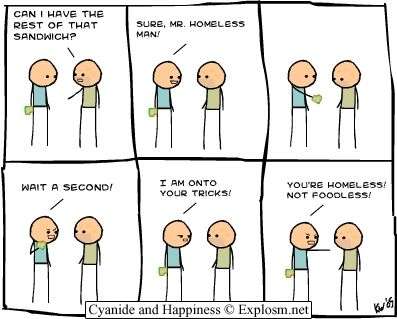 CAN I HAVE THE
REST OF THAT
SANDWICH?
SURE, MR. HOMELESS
MAN!
WAIT A SECOND!
I AM ONTO
YOUR TRICKS!
YOU'RE HOMELESS!
NOT FOODLESS!
Cyanide and Happiness © Explosm.net